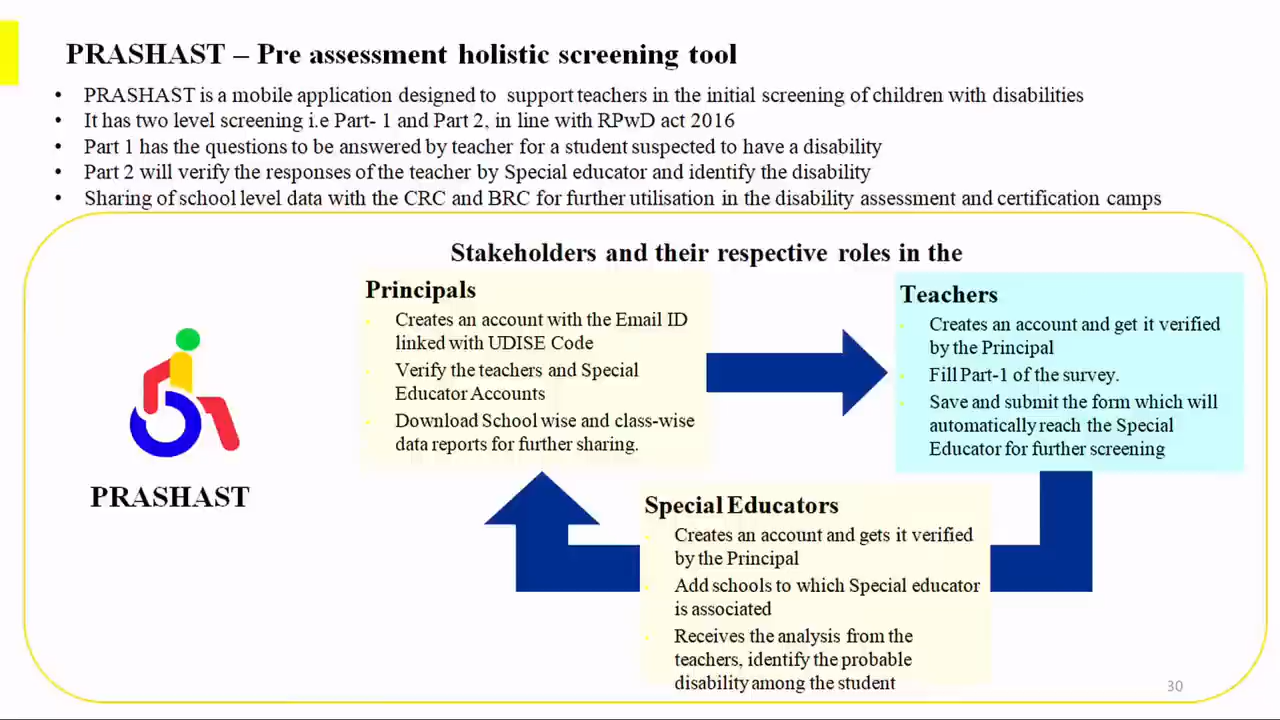 PRASHAST – Pre assessment holistic screening tool
• PRASHAST is a mobile application designed to support teachers in the initial screening of children with disabilities
• It has two level screening i.e Part- 1 and Part 2, in line with RPwD act 2016
• Part 1 has the questions to be answered by teacher for a student suspected to have a disability
• Part 2 will verify the responses of the teacher by Special educator and identify the disability
• Sharing of school level data with the CRC and BRC for further utilisation in the disability assessment and certification camps
Stakeholders and their respective roles in the
Principals
Creates an account with the Email ID
linked with UDISE Code
Verify the teachers and Special
Educator Accounts
Download School wise and class-wise
data reports for further sharing.
Teachers
Creates an account and get it verified
by the Principal
Fill Part-1 of the survey.
Save and submit the form which will
automatically reach the Special
Educator for further screening
PRASHAST
Special Educators
Creates an account and gets it verified
by the Principal
Add schools to which Special educator
is associated
Receives the analysis from the
teachers, identify the probable
disability among the student
30